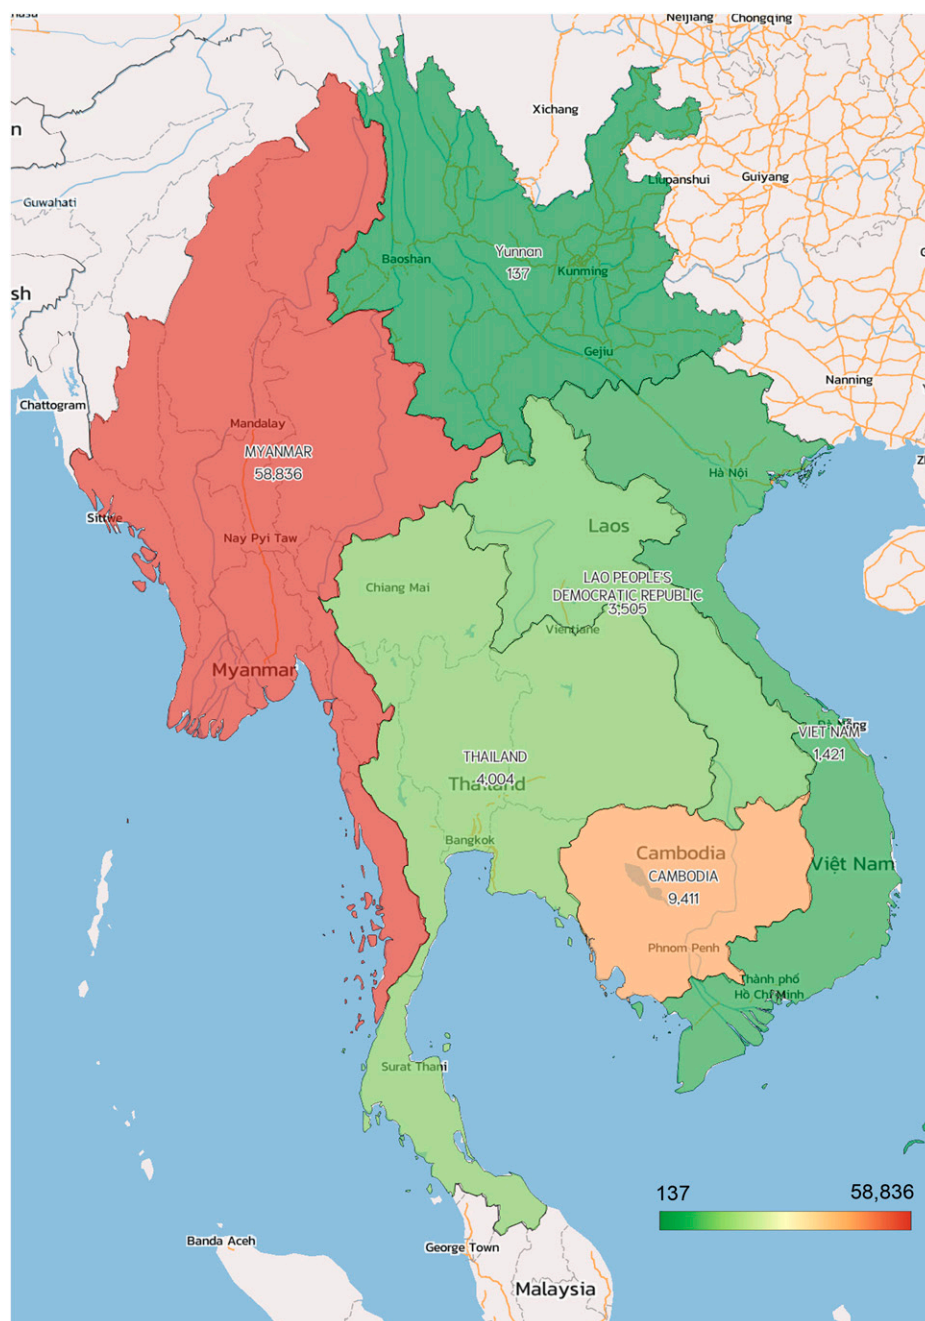 Neijiang
Chongqing
Xichang
n
Liupanshui
Guiyang
Guwahati
Yunnan
137
Baoshan
Kunming
sh
Gejiu
Nanning
Chattogram
Mandalay
MYANMAR
58,836
Hà Nội
Sittwe
Nay Pyi Taw
Laos
Chiang Mai
LAO PEOPLE'S
DEMOCRATIC REPUBLIC
3,505
Vientiane
Myanmar
Đà Nẵng
VIET NAM
1,421
THAILAND
4,004
Thailand
Bangkok
Cambodia
CAMBODIA
9,411
Việt Nam
Phnom Penh
Thành phố
Hồ Chí Minh
Surat Thani
137
58,836
Banda Aceh
George Town
Malaysia